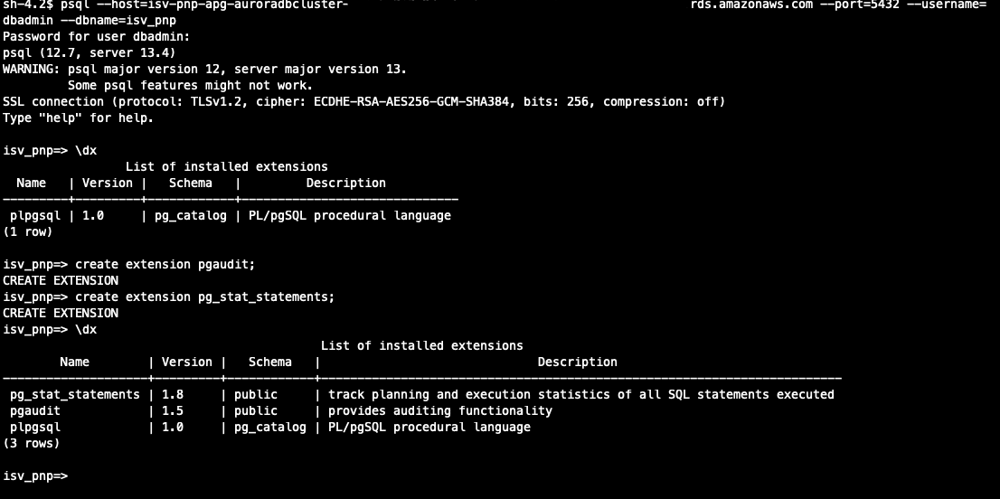 sh-4.2$ psql --host=isv-pnp-apg-auroradbcluster- rds.amazonaws.com --port=5432 --username=
dbadmin --dbname=isv_pnp
Password for user dbadmin:
psql (12.7, server 13.4)
WARNING: psql major version 12, server major version 13.
         Some psql features might not work.
SSL connection (protocol: TLSv1.2, cipher: ECDHE-RSA-AES256-GCM-SHA384, bits: 256, compression: off)
Type "help" for help.

isv_pnp=> \dx
                 List of installed extensions
  Name   | Version |   Schema   |         Description
---------+---------+------------+------------------------------
 plpgsql | 1.0     | pg_catalog | PL/pgSQL procedural language
(1 row)

isv_pnp=> create extension pgaudit;
CREATE EXTENSION
isv_pnp=> create extension pg_stat_statements;
CREATE EXTENSION
isv_pnp=> \dx
                                            List of installed extensions
        Name        | Version |   Schema   |                              Description
--------------------+---------+------------+-----------------------------------------------------------------------
 pg_stat_statements | 1.8     | public     | track planning and execution statistics of all SQL statements executed
 pgaudit            | 1.5     | public     | provides auditing functionality
 plpgsql            | 1.0     | pg_catalog | PL/pgSQL procedural language
(3 rows)

isv_pnp=>